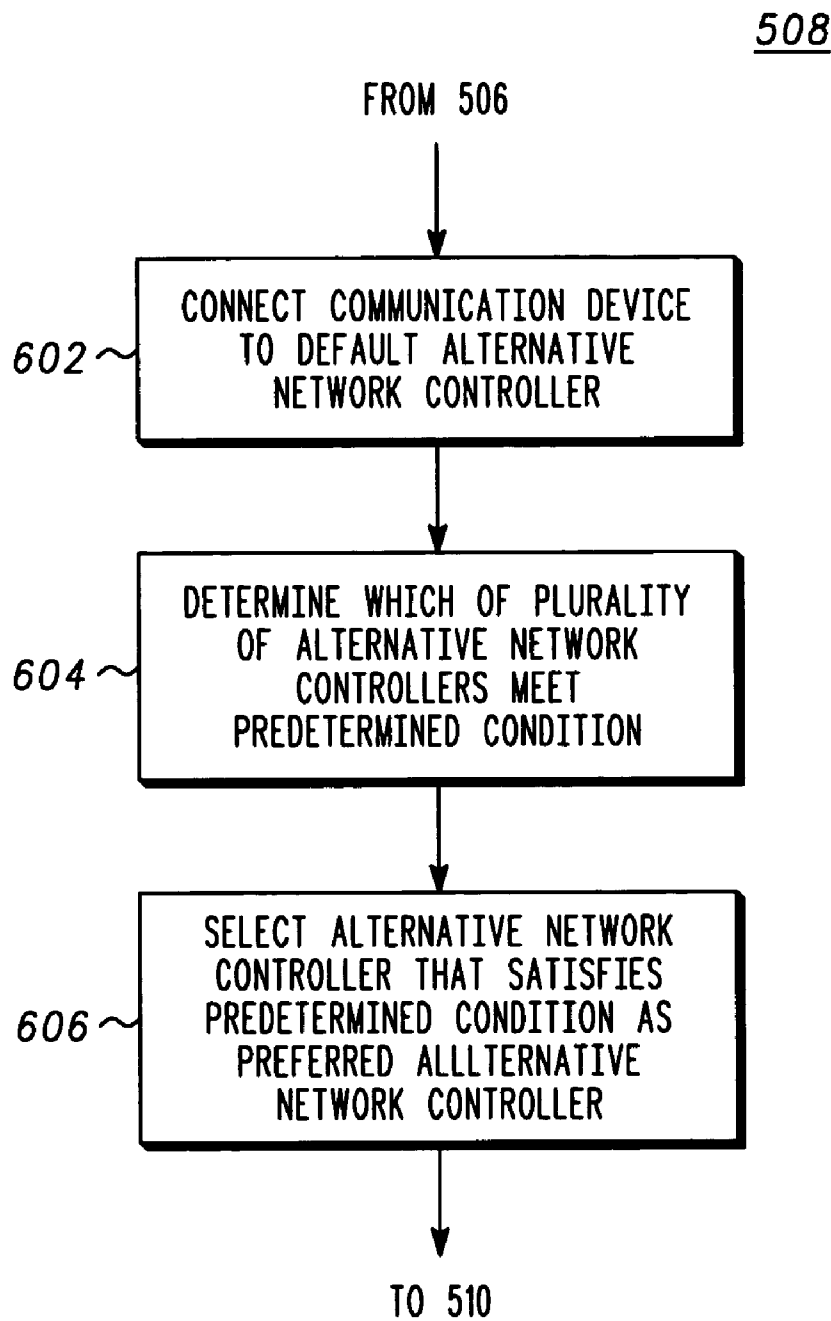 508
FROM 506
CONNECT COMMUNICATION DEVICE
TO DEFAULT ALTERNATIVE
NETWORK CONTROLLER
602
DETERMINE WHICH OF PLURALITY
OF ALTERNATIVE NETWORK
CONTROLLERS MEET
PREDETERMINED CONDITION
604
SELECT ALTERNATIVE NETWORK
CONTROLLER THAT SATISFIES
PREDETERMINED CONDITION AS
PREFERRED ALLLTERNATIVE
NETWORK CONTROLLER
606
TO 510